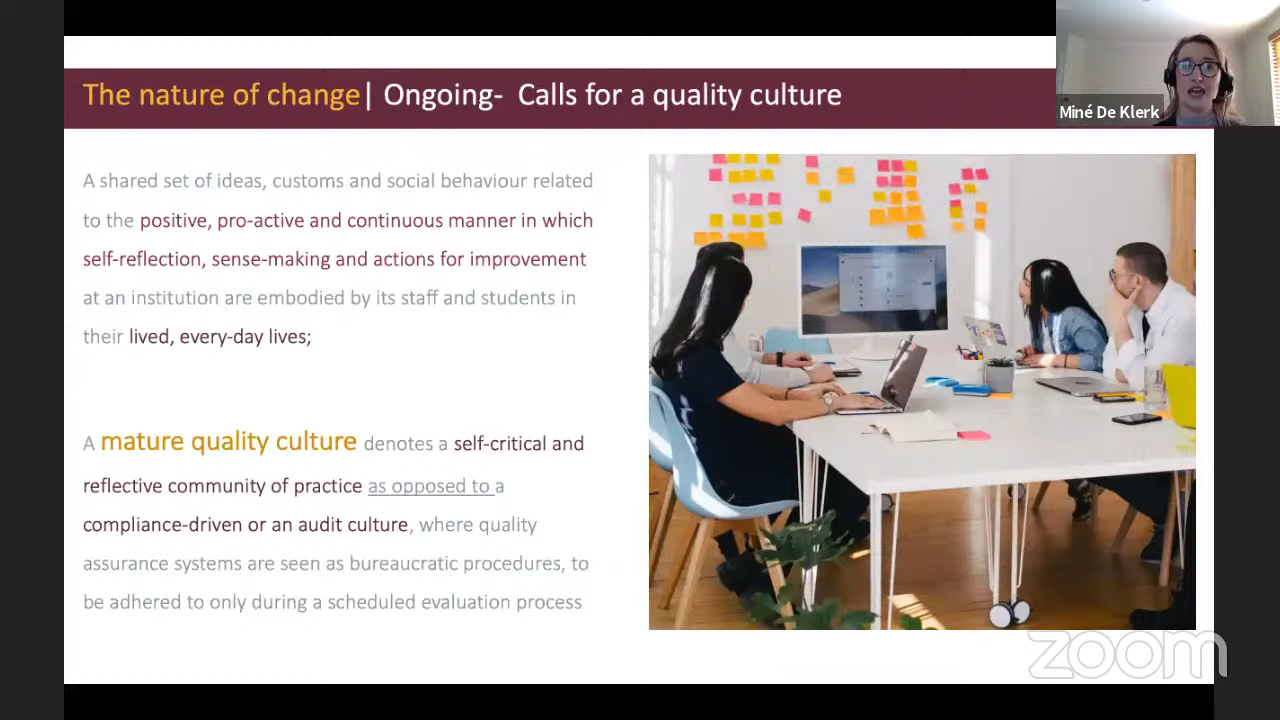 The nature of change| Ongoing- Calls for a quality culture
Miné De Klerk
A shared set of ideas, customs and social behaviour related
to the positive, pro-active and continuous manner in which
self-reflection, sense-making and actions for improvement
at an institution are embodied by its staff and students in
their lived, every-day lives;
A mature quality culture denotes a self-critical and
reflective community of practice as opposed to a
compliance-driven or an audit culture, where quality
assurance systems are seen as bureaucratic procedures, to
be adhered to only during a scheduled evaluation process
zoom